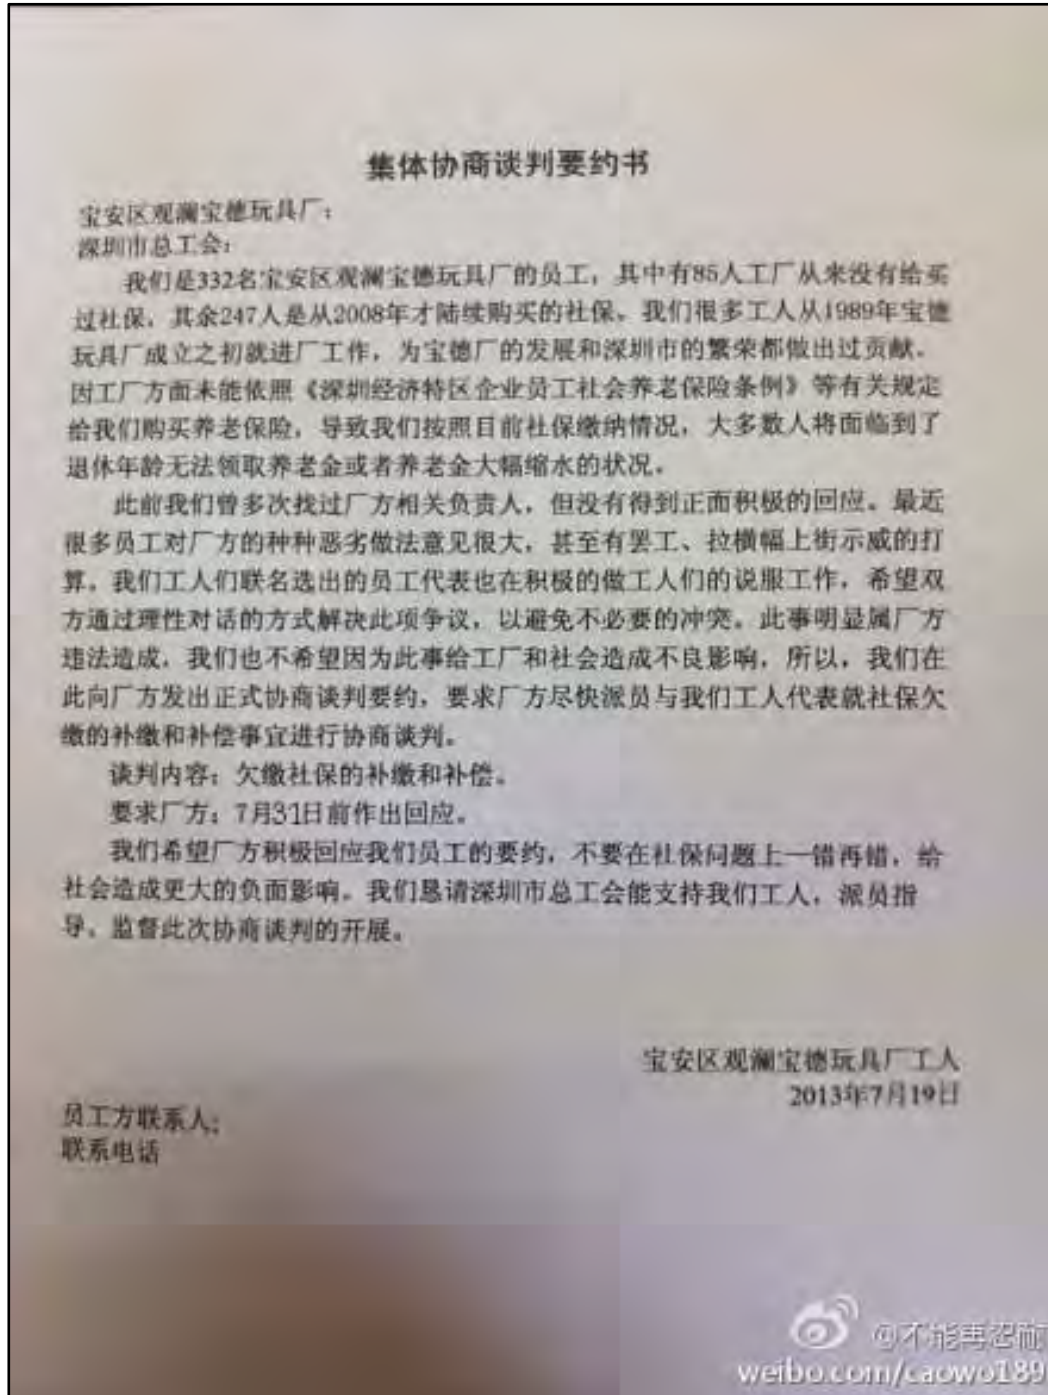 集体协商谈判要约书
宝安区观澜宝德玩具厂:
深圳市总工会:
我们是332名宝安区观澜宝德玩具厂的员工，其中有85人工厂从来没有给买
过社保，其余247人是从2008年才陆续购买的社保。我们很多工人从1989年宝德
玩具厂成立之初就进厂工作，为宝德厂的发展和深圳市的繁荣都做出过贡献。
因工厂方面未能依照《深圳经济特区企业员工社会养老保险条例》等有关规定
给我们购买养老保险，导致我们按照目前社保缴纳情况，大多数人将面临到了
退休年龄无法领取养老金或者养老金大幅缩水的状况。
此前我们曾多次找过厂方相关负责人，但没有得到正面积极的回应。最近
很多员工对厂方的种种恶劣做法意见很大，甚至有罢工、拉横幅上街示威的打
算。我们工人们联名选出的员工代表也在积极的做工人们的说服工作，希望双
方通过理性对话的方式解决此项争议，以避免不必要的冲突。此事明显属厂方
违法造成，我们也不希望因为此事给工厂和社会造成不良影响，所以，我们在
此向厂方发出正式协商谈判要约，要求厂方尽快派员与我们工人代表就社保欠
缴的补缴和补偿事宜进行协商谈判。
谈判内容：欠缴社保的补缴和补偿。
要求厂方：7月31日前作出回应。
我们希望厂方积极回应我们员工的要约，不要在社保问题上一错再错，给
社会造成更大的负面影响。我们恳请深圳市总工会能支持我们工人，派员指
导、监督此次协商谈判的开展。
宝安区观澜宝德玩具厂工人
2013年7月19日
员工方联系人:
联系电话
@不能再忍耐
weibo.com/caowo189